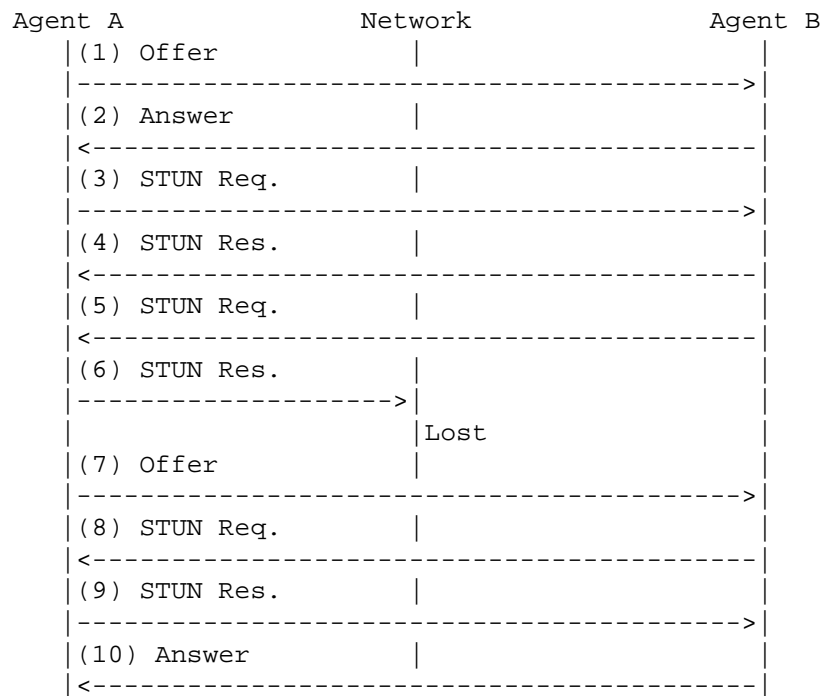 Agent A Network Agent B
(1) Offer
(2) Answer
(3) STUN Req.
(4) STUN Res.
(5) STUN Req.
(6) STUN Res.
Lost
(7) Offer
(8) STUN Req.
(9) STUN Res.
(10) Answer